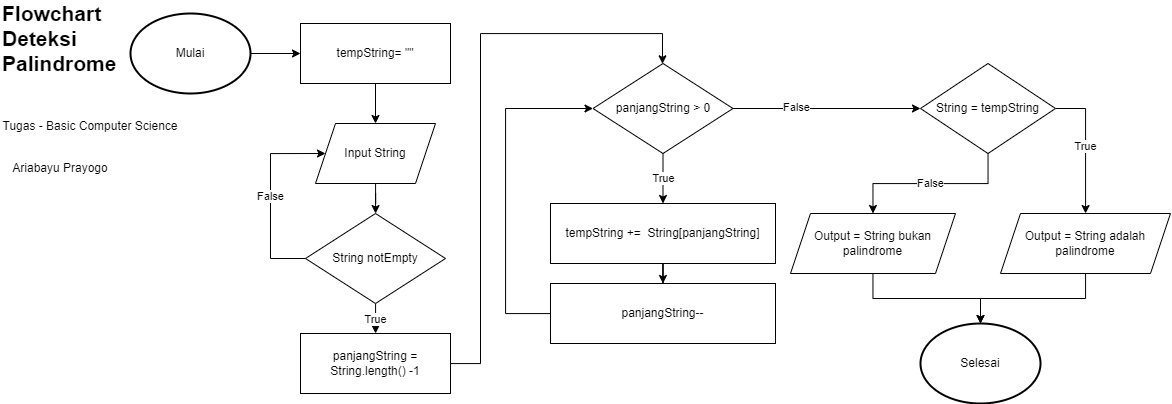 Flowchart
Deteksi
Palindrome
Tugas - Basic Computer Science
Ariabayu Prayogo
Mulai
tempString= ""
Input String
False
String notEmpty
True
panjangString =
String.length() -1
panjangString > 0
False
True
tempString += String[panjangString]
panjangString--
String = tempString
True
False
Output = String bukan
palindrome
Output = String adalah
palindrome
Selesai